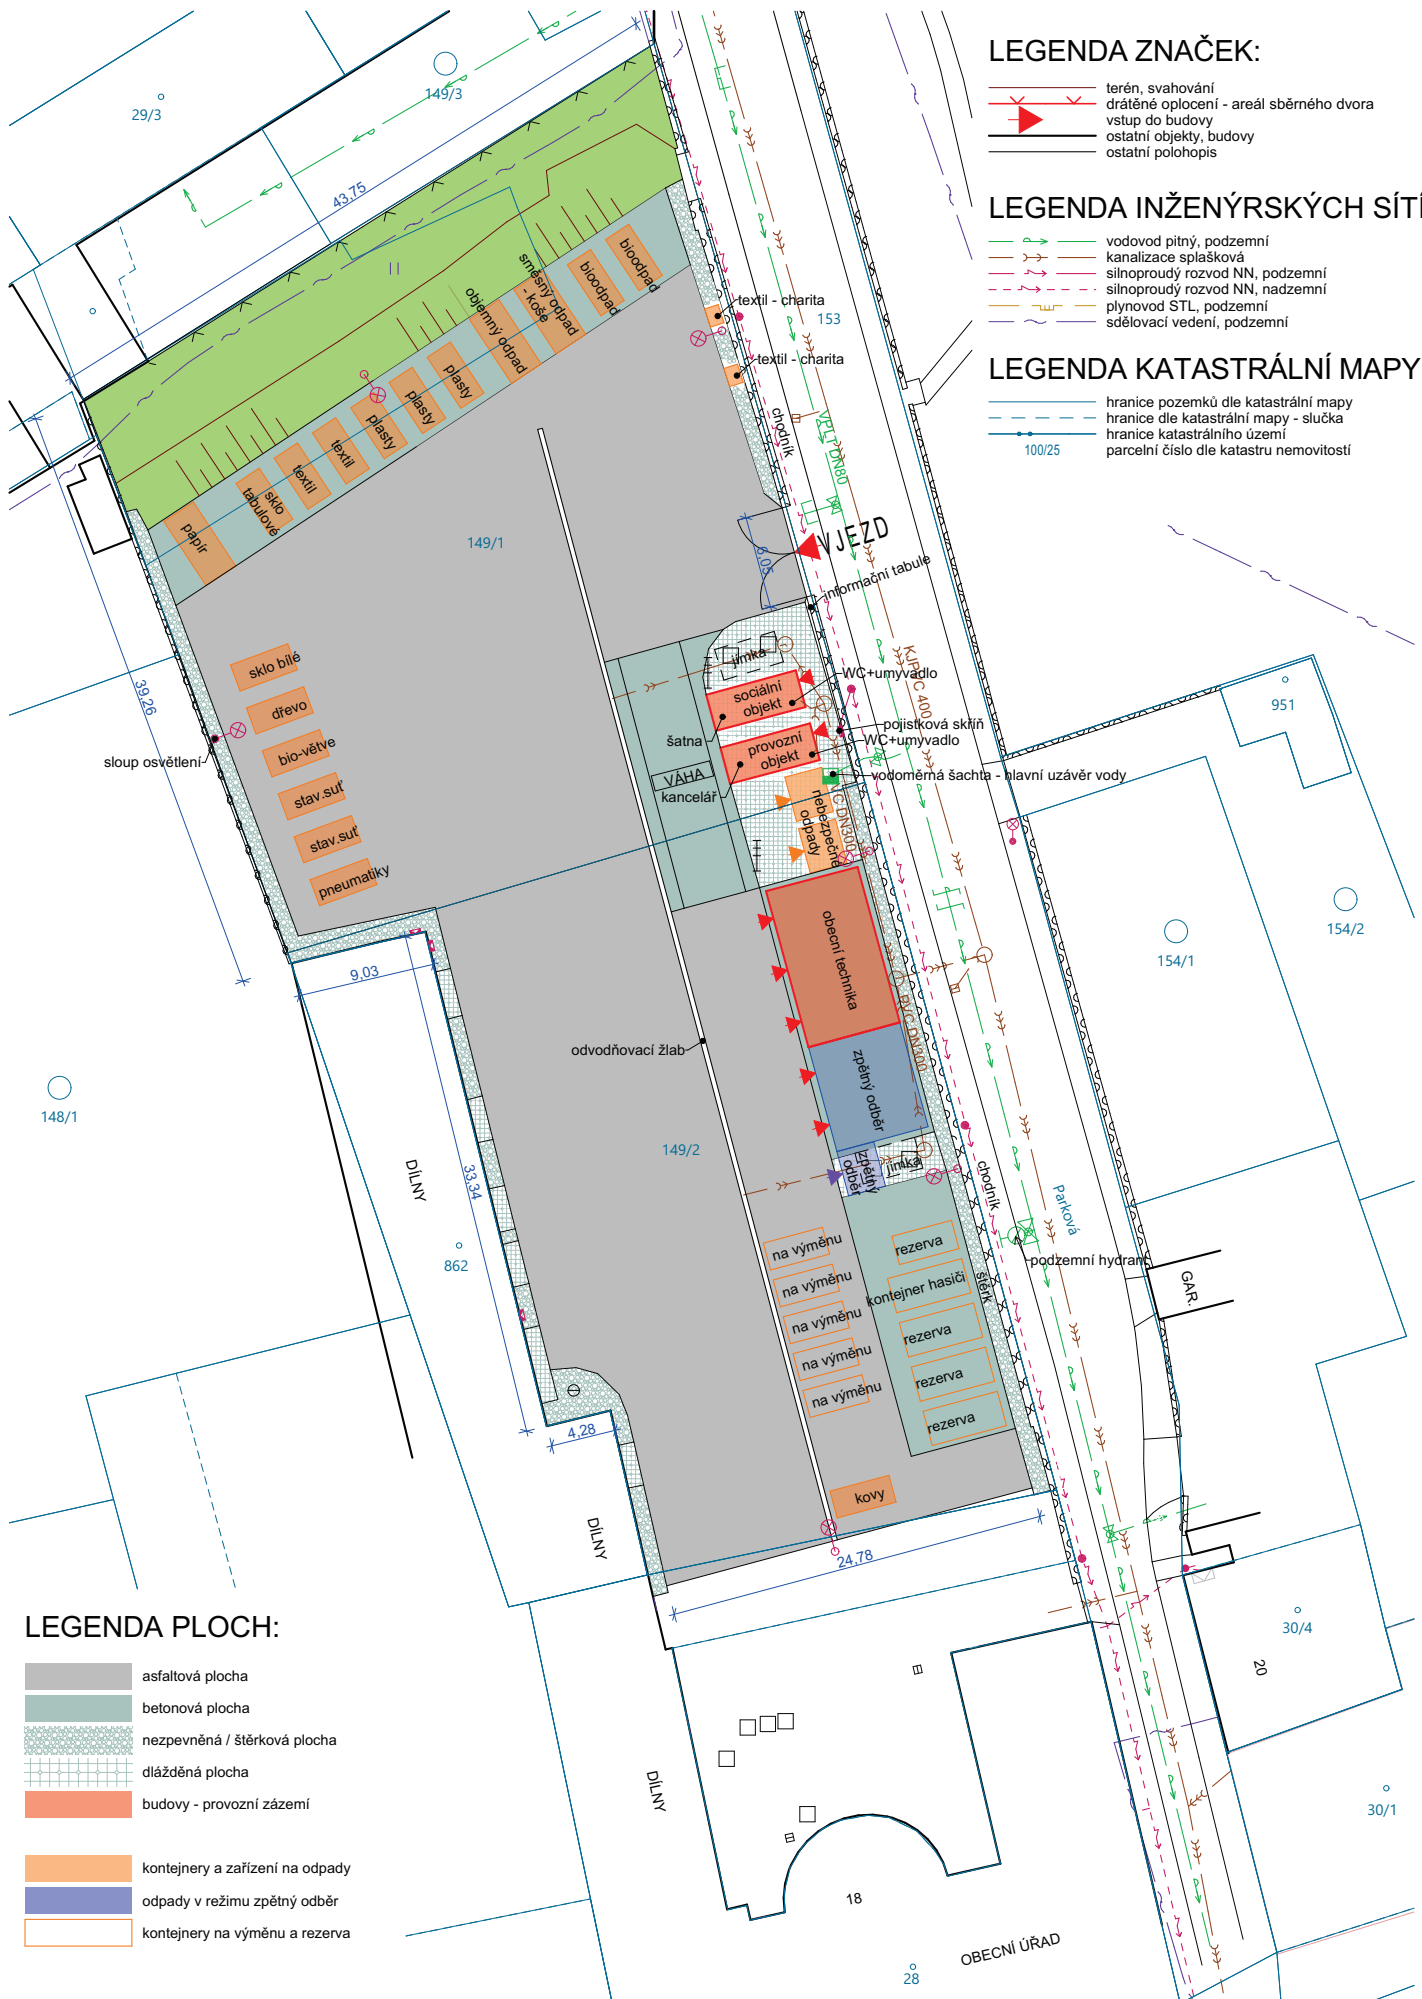 LEGENDA ZNAČEK:
terén, svahování
drátěné oplocení - areál sběrného dvora
vstup do budovy
ostatní objekty, budovy
ostatní polohopis
LEGENDA INŽENÝRSKÝCH SÍTÍ
vodovod pitný, podzemní
kanalizace splašková
silnoproudý rozvod NN, podzemní
silnoproudý rozvod NN, nadzemní
plynovod STL, podzemní
sdělovací vedení, podzemní
LEGENDA KATASTRÁLNÍ MAPY
hranice pozemků dle katastrální mapy
hranice dle katastrální mapy - slučka
hranice katastrálního území
100/25
parcelní číslo dle katastru nemovitostí
29/3
149/3
43,75
bioodpad
bioodpad
směsný odpad
- koše
objemný odpad
plasty
plasty
plasty
textil
textil
sklo
tabulové
papír
textil - charita
textil - charita
153
chodník
VPLT DN80
149/1
VJEZD
6,05
informační tabule
39,26
sklo bílé
dřevo
bio-větve
stav.suť
stav.suť
pneumatiky
sloup osvětlení
jímka
sociální
objekt
WC+umyvadlo
šatna
provozní
objekt
pojistková skříň
WC+umyvadlo
VÁHA
kancelář
vodoměrná šachta - hlavní uzávěr vody
nebezpečné
odpady
KJPVC 400
PVC DN300
951
154/2
154/1
9,03
obecní technika
odvodňovací žlab
PVC DN300
zpětný odběr
148/1
149/2
33,34
DÍLNY
862
zpětný
odběr
jímka
chodník
Parková
podzemní hydrant
štěrk
GAR.
na výměnu
na výměnu
na výměnu
na výměnu
na výměnu
rezerva
kontejner hasiči
rezerva
rezerva
rezerva
4,28
kovy
24,78
DÍLNY
DÍLNY
30/4
20
30/1
18
OBECNÍ ÚŘAD
28
LEGENDA PLOCH:
asfaltová plocha
betonová plocha
nezpevněná / štěrková plocha
dlážděná plocha
budovy - provozní zázemí
kontejnery a zařízení na odpady
odpady v režimu zpětný odběr
kontejnery na výměnu a rezerva